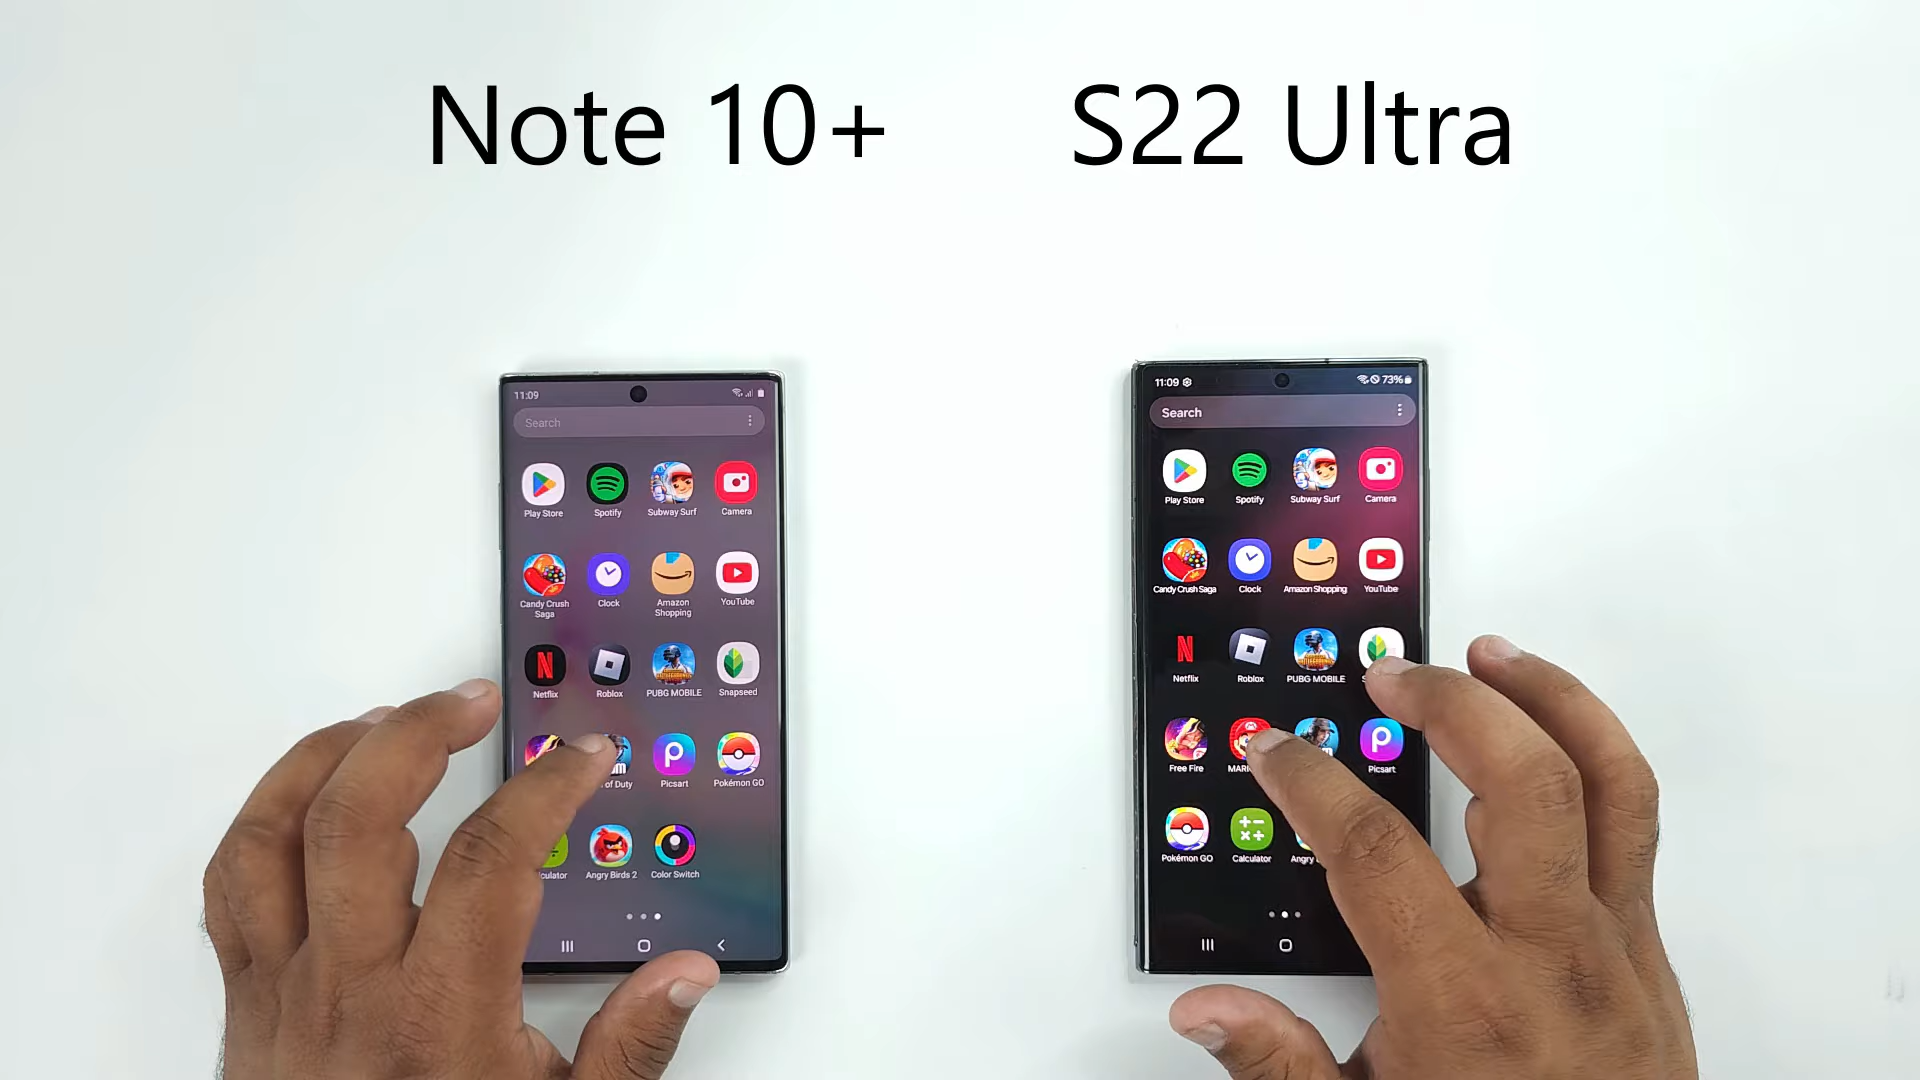 Note 10+
S22 Ultra
11:09
Search
Play Store
Spotify
Subway Surf
Camera
Candy Crush
Saga
Clock
Amazon
Shopping
YouTube
Netflix
Roblox
PUBG MOBILE
Snapseed
of Duty
Picsart
Pokémon GO
culator
Angry Birds 2
Color Switch
11:09
73%
Search
Play Store
Spotify
Subway Surf
Camera
Candy Crush Saga
Clock
Amazon Shopping
YouTube
Netflix
Roblox
PUBG MOBILE
S
Free Fire
MARI
Picsart
Pokémon GO
Calculator
Angry